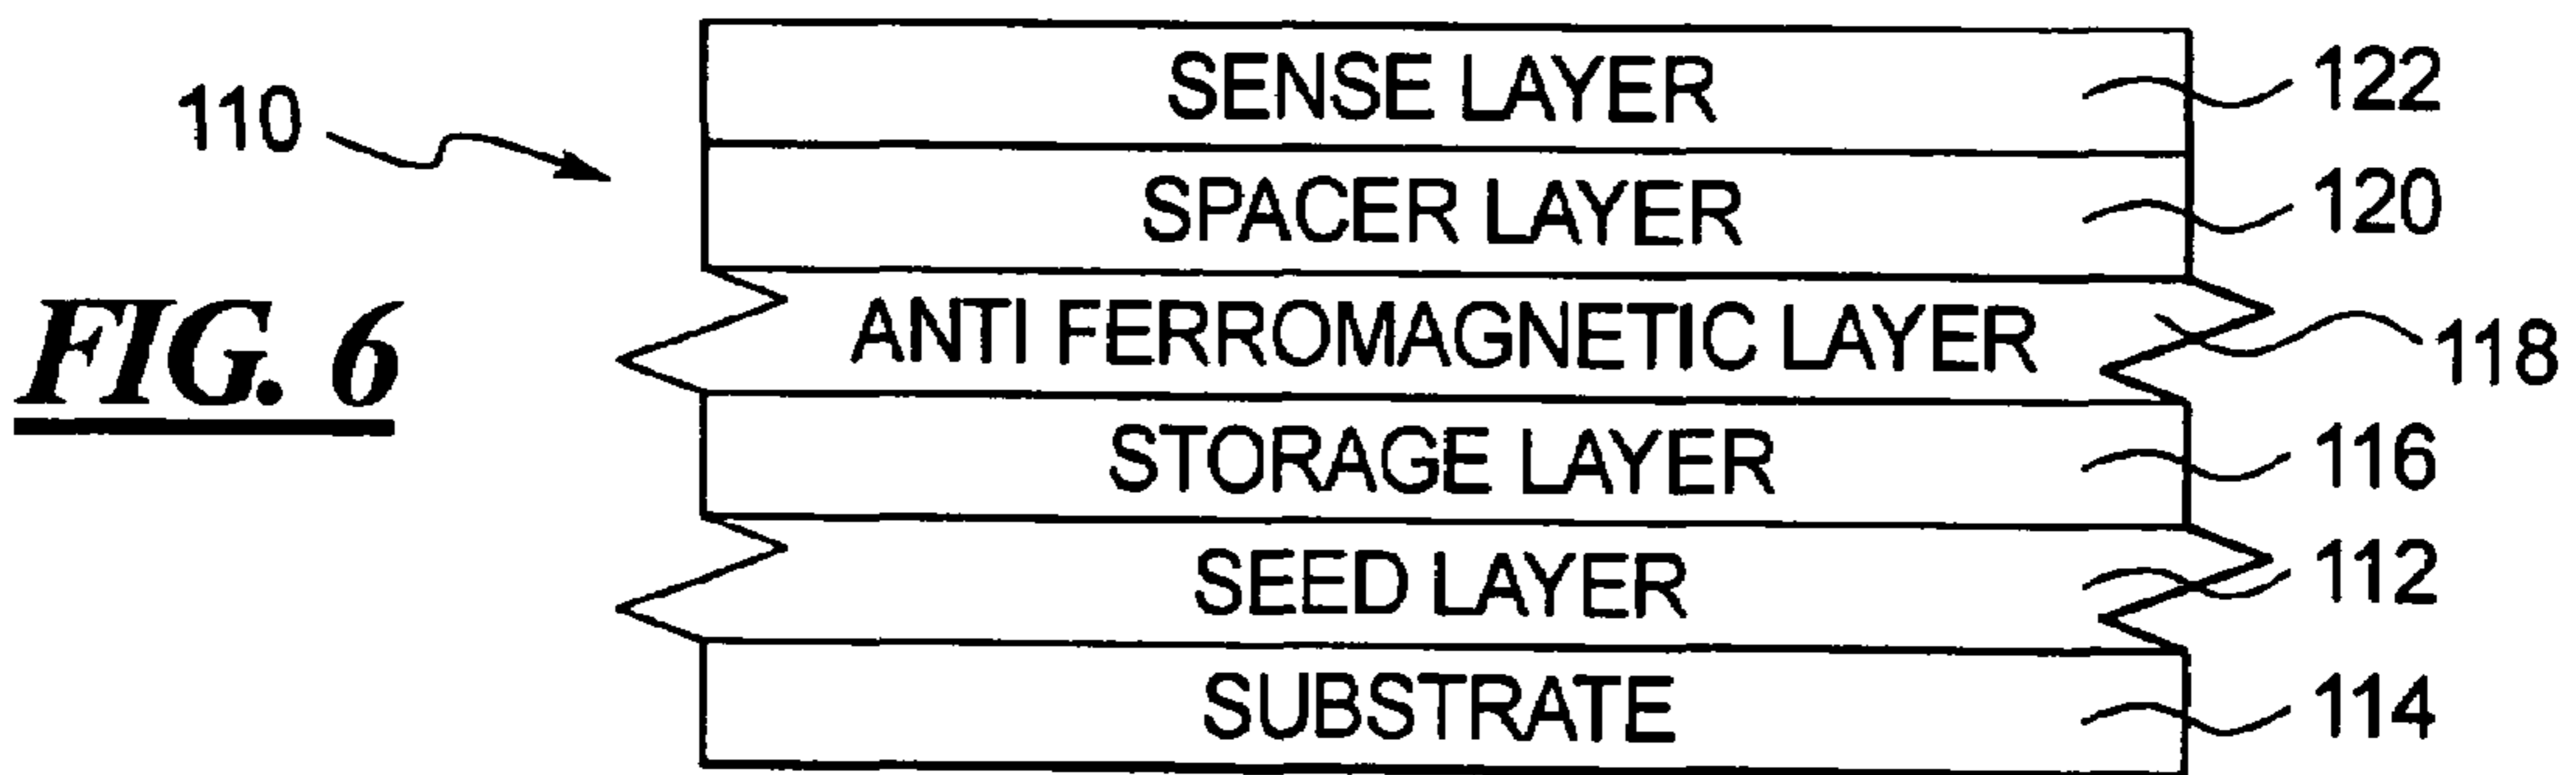 SENSE LAYER 122
110
SPACER LAYER 120
FIG. 6
ANTI FERROMAGNETIC LAYER 118
STORAGE LAYER 116
SEED LAYER 112
SUBSTRATE 114